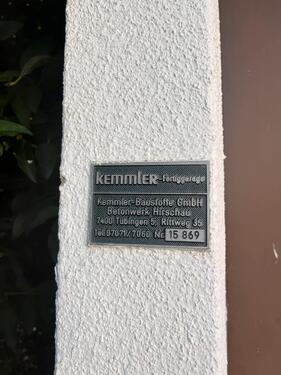 kemmler-Fertiggarage
Kemmler-Baustoffe GmbH
Betonwerk Hirschau
7400 Tübingen 5, Rittweg 35
Tel.07071/7060 Nr. 15 869